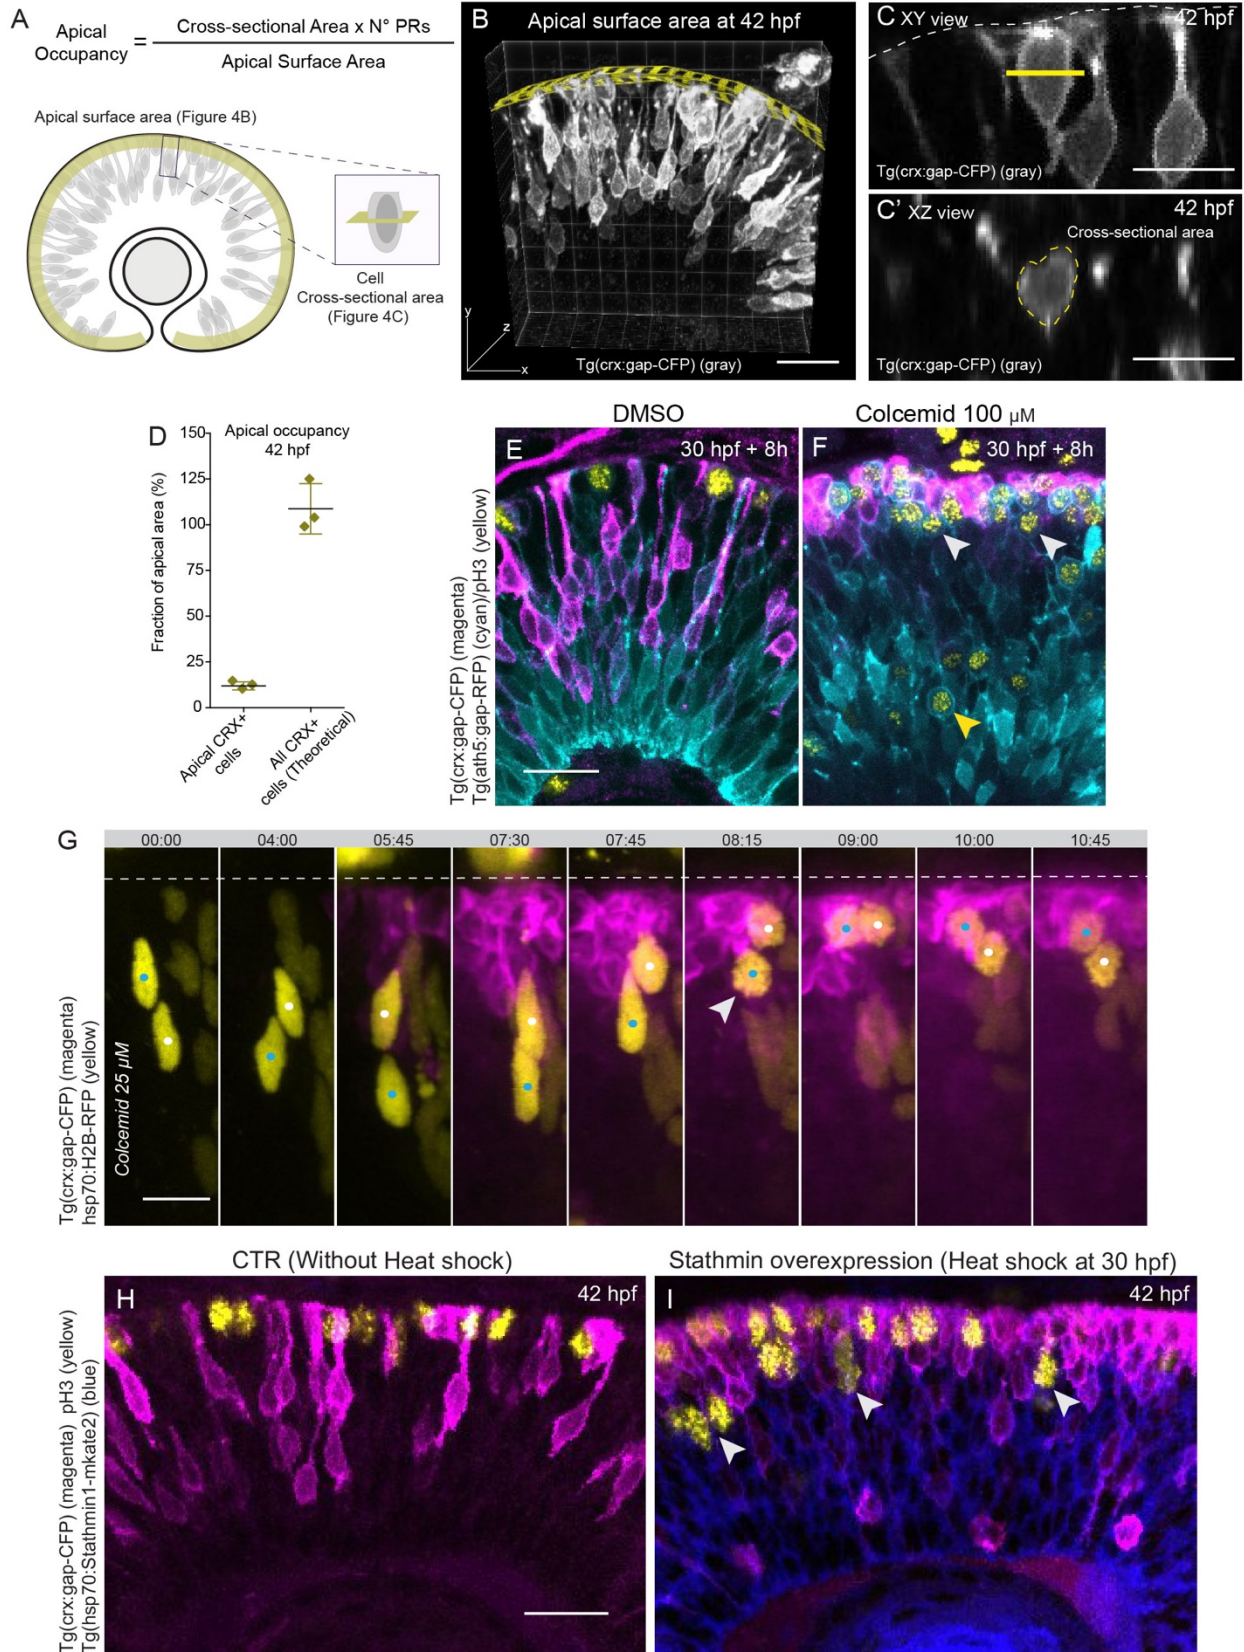 A
Apical
Occupancy
=
Cross-sectional Area x N° PRs
Apical Surface Area
Apical surface area (Figure 4B)
Cell
Cross-sectional area
(Figure 4C)
B
Apical surface area at 42 hpf
y
z
x
Tg(crx:gap-CFP) (gray)
C XY view
42 hpf
Tg(crx:gap-CFP) (gray)
C' XZ view
42 hpf
Cross-sectional area
Tg(crx:gap-CFP) (gray)
D
Apical occupancy
42 hpf
Fraction of apical area (%)
150
125
100
75
50
25
0
Apical CRX+
cells
All CRX+
cells (Theoretical)
DMSO
Colcemid 100 µM
Tg(crx:gap-CFP) (magenta)
Tg(ath5:gap-RFP) (cyan)/pH3 (yellow)
E
30 hpf + 8h
F
30 hpf + 8h
G
00:00
04:00
05:45
07:30
07:45
08:15
09:00
10:00
10:45
Tg(crx:gap-CFP) (magenta)
hsp70:H2B-RFP (yellow)
Colcemid 25 µM
CTR (Without Heat shock)
Stathmin overexpression (Heat shock at 30 hpf)
Tg(crx:gap-CFP) (magenta) pH3 (yellow)
Tg(hsp70:Stathmin1-mkate2) (blue)
H
42 hpf
I
42 hpf